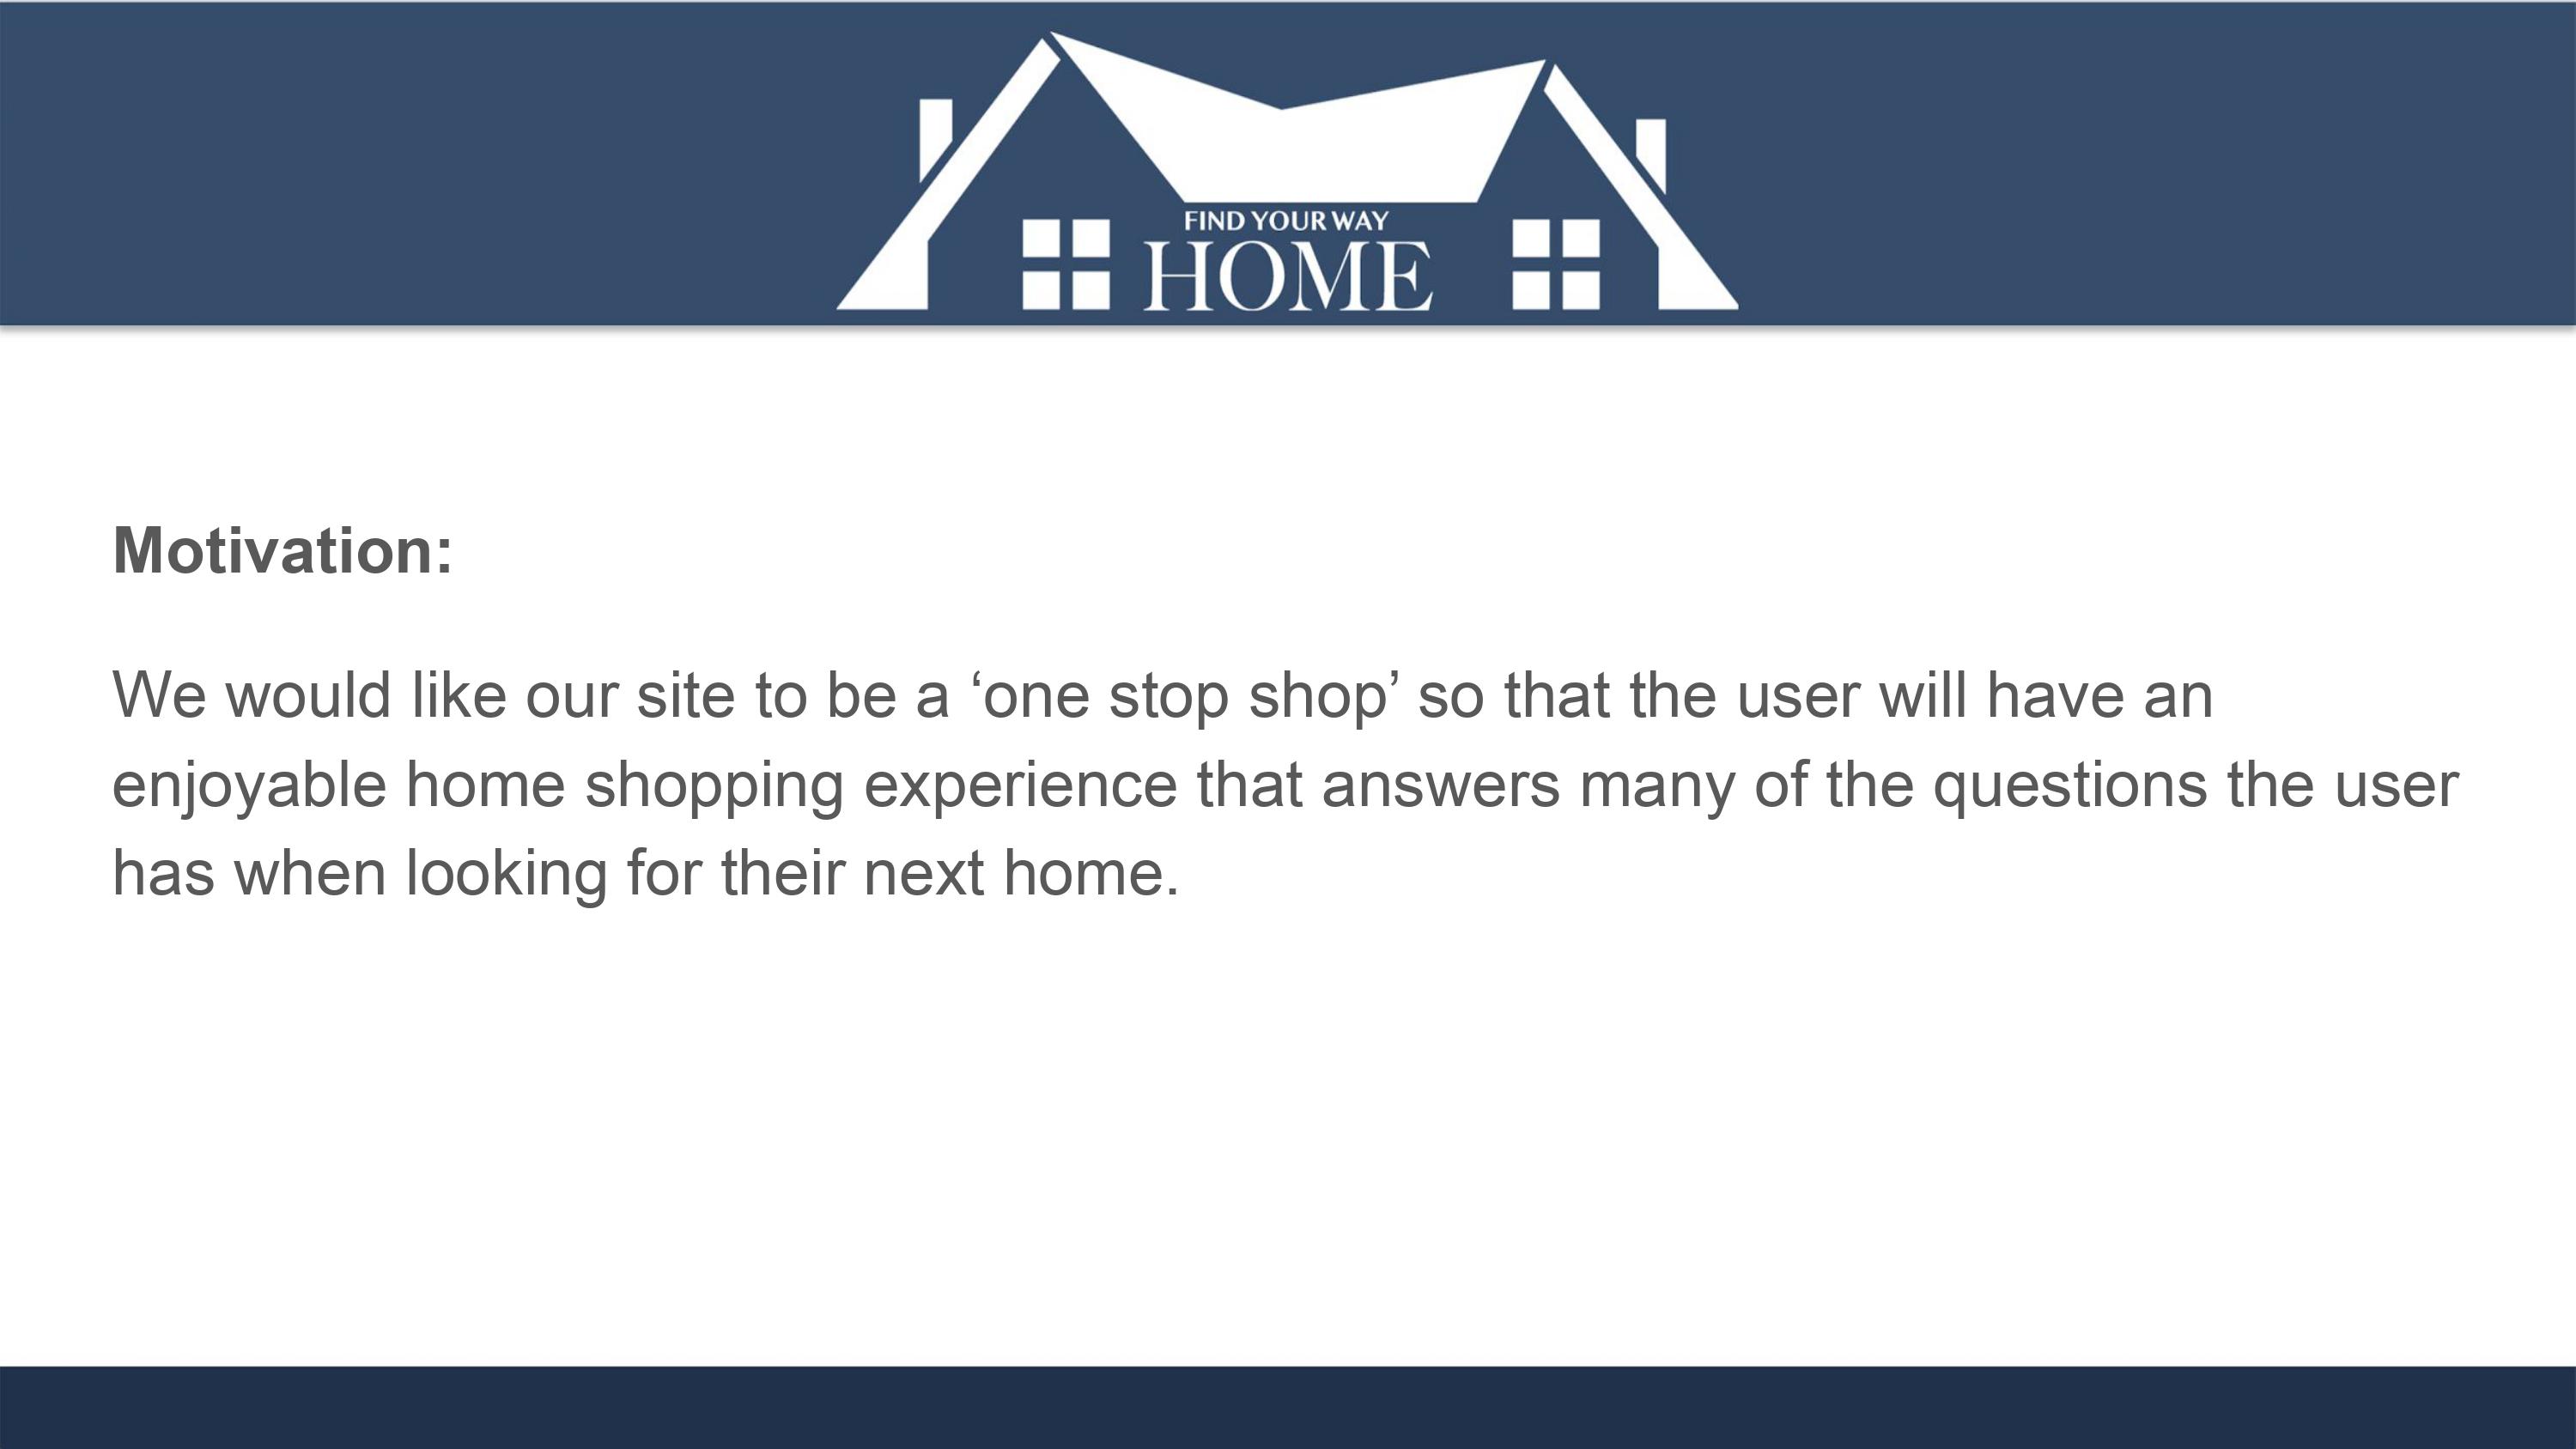 FIND YOUR WAY
HOME
Motivation:
We would like our site to be a ‘one stop shop’ so that the user will have an
enjoyable home shopping experience that answers many of the questions the user
has when looking for their next home.